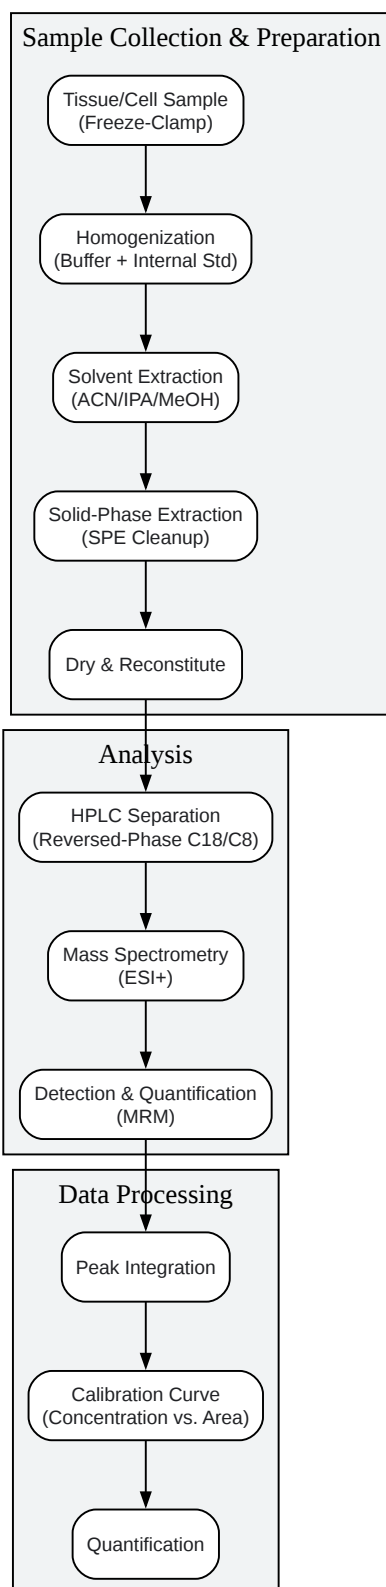 Sample Collection & Preparation
Tissue/Cell Sample
(Freeze-Clamp)
Homogenization
(Buffer + Internal Std)
Solvent Extraction
(ACN/IPA/MeOH)
Solid-Phase Extraction
(SPE Cleanup)
Dry & Reconstitute
Analysis
HPLC Separation
(Reversed-Phase C18/C8)
Mass Spectrometry
(ESI+)
Detection & Quantification
(MRM)
Data Processing
Peak Integration
Calibration Curve
(Concentration vs. Area)
Quantification